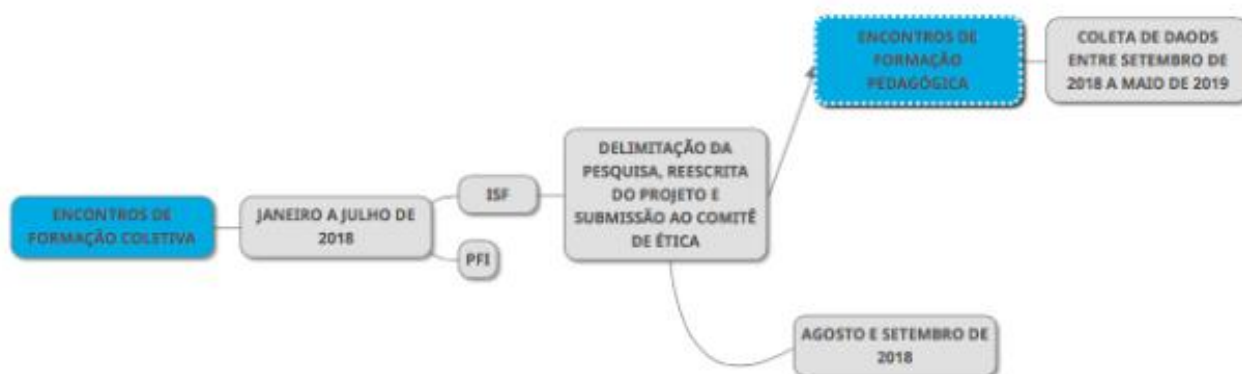 ENCONTROS DE
FORMAÇÃO COLETIVA
JANEIRO A JULHO DE
2018
ISF
PFI
DELIMITAÇÃO DA
PESQUISA, REESCRITA
DO PROJETO E
SUBMISSÃO AO COMITÊ
DE ÉTICA
AGOSTO E SETEMBRO DE
2018
ENCONTROS DE
FORMAÇÃO
PEDAGÓGICA
COLETA DE DAODS
ENTRE SETEMBRO DE
2018 A MAIO DE 2019